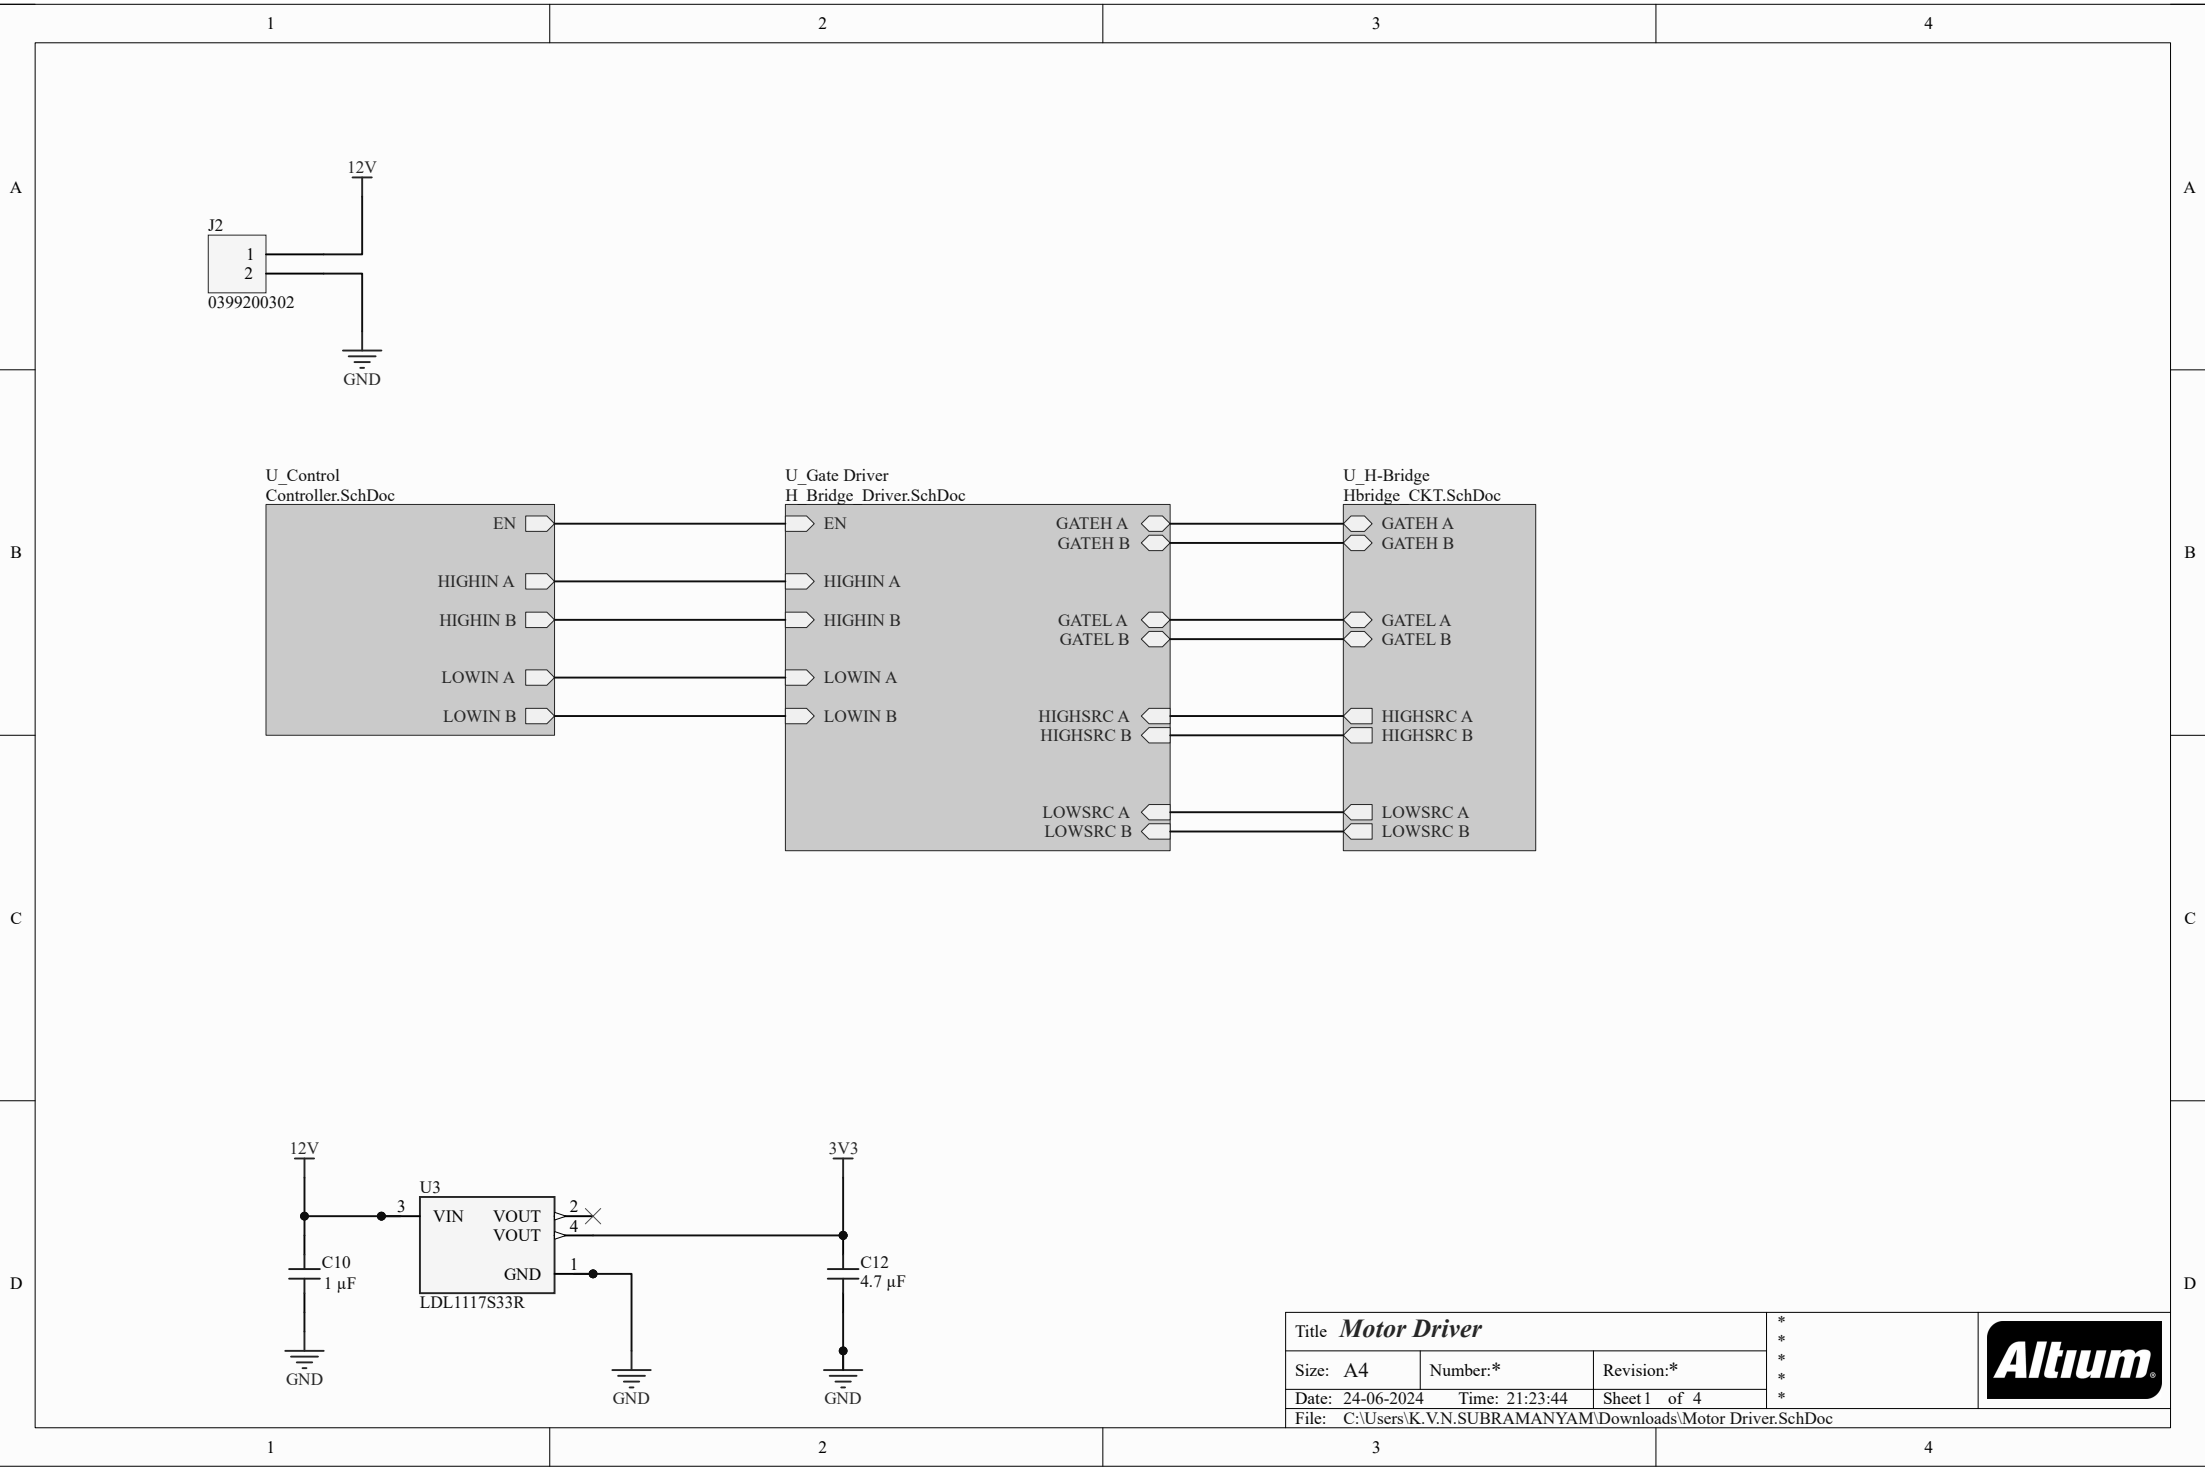 1 2 3 4
A A
12V
J2
1
2
0399200302
GND
B B
U_Control
Controller.SchDoc
EN
HIGHIN A
HIGHIN B
LOWIN A
LOWIN B
U_Gate Driver
H_Bridge_Driver.SchDoc
EN
HIGHIN A
HIGHIN B
LOWIN A
LOWIN B
GATEH A
GATEH B
GATEL A
GATEL B
HIGHSRC A
HIGHSRC B
LOWSRC A
LOWSRC B
U_H-Bridge
Hbridge_CKT.SchDoc
GATEH A
GATEH B
GATEL A
GATEL B
HIGHSRC A
HIGHSRC B
LOWSRC A
LOWSRC B
C C
D D
12V
C10
1 µF
GND
U3
3 VIN VOUT 2
VOUT 4
GND 1
LDL1117S33R
GND
3V3
C12
4.7 µF
GND
Title Motor Driver
Size: A4 Number:* Revision:*
Date: 24-06-2024 Time: 21:23:44 Sheet 1 of 4
File: C:\Users\K.V.N.SUBRAMANYAM\Downloads\Motor Driver.SchDoc
*
*
*
*
*
Altium®
1 2 3 4